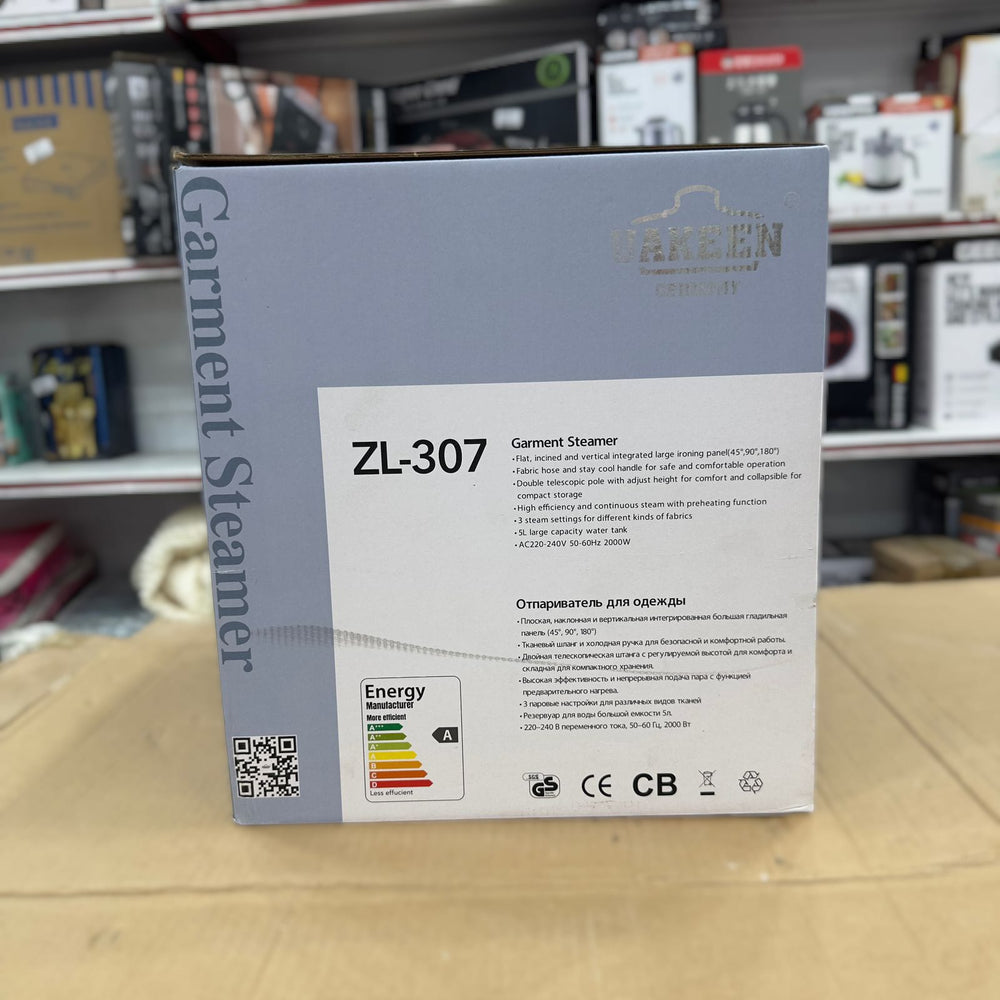 Garment Steamer
UAKEEN
GERMANY
ZL-307
Garment Steamer
•Flat, incined and vertical integrated large ironing panel(45°,90°,180°)
•Fabric hose and stay cool handle for safe and comfortable operation
•Double telescopic pole with adjust height for comfort and collapsible for
compact storage
•High efficiency and continuous steam with preheating function
•3 steam settings for different kinds of fabrics
•5L large capacity water tank
•AC220-240V 50-60Hz 2000W
Отпариватель для одежды
•Плоская, наклонная и вертикальная интегрированная большая гладильная
панель (45°, 90°, 180°)
•Тканевый шланг и холодная ручка для безопасной и комфортной работы.
•Двойная телескопическая штанга с регулируемой высотой для комфорта и
складная для компактного хранения.
•Высокая эффективность и непрерывная подача пара с функцией
предварительного нагрева.
•3 паровые настройки для различных видов тканей
•Резервуар для воды большой емкости 5л.
•220–240 В переменного тока, 50–60 Гц, 2000 Вт
Energy
Manufacturer
More efficient
A+++
A++
A+
A
B
C
D
A
Less effucient
SGS
GS
CE
CB